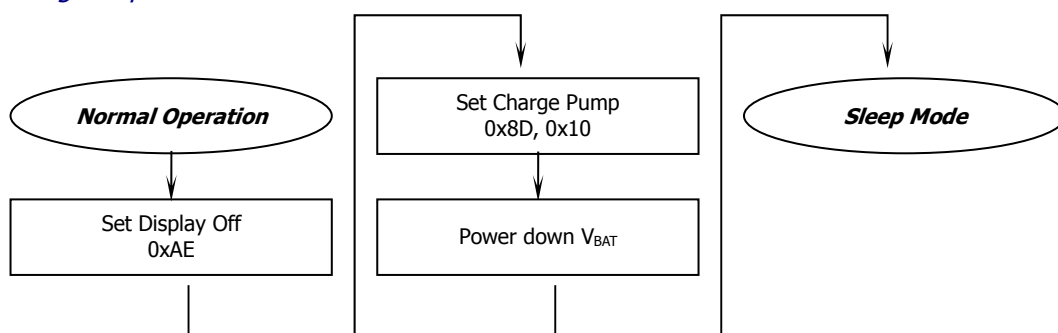 Normal Operation
Set Display Off
0xAE
Set Charge Pump
0x8D, 0x10
Power down VBAT
Sleep Mode